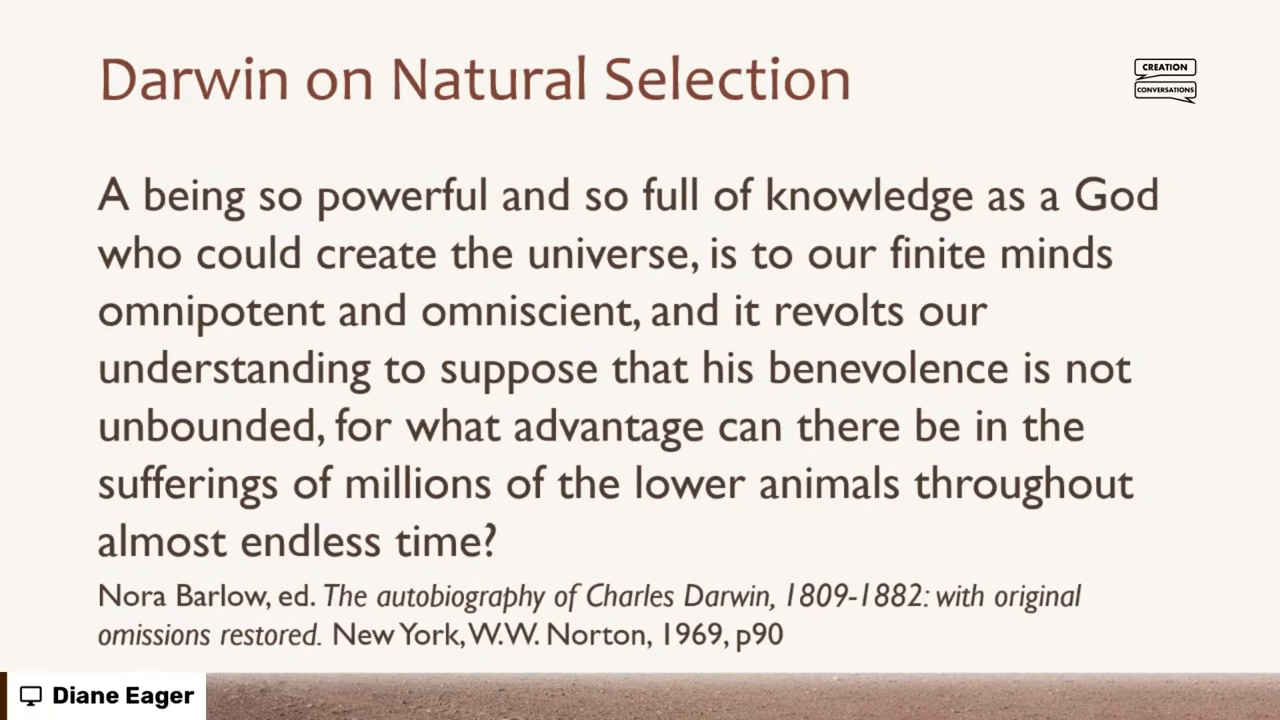 Darwin on Natural Selection
CREATION
CONVERSATIONS
A being so powerful and so full of knowledge as a God
who could create the universe, is to our finite minds
omnipotent and omniscient, and it revolts our
understanding to suppose that his benevolence is not
unbounded, for what advantage can there be in the
sufferings of millions of the lower animals throughout
almost endless time?
Nora Barlow, ed. The autobiography of Charles Darwin, 1809-1882: with original
omissions restored. New York, W.W. Norton, 1969, p90
Diane Eager